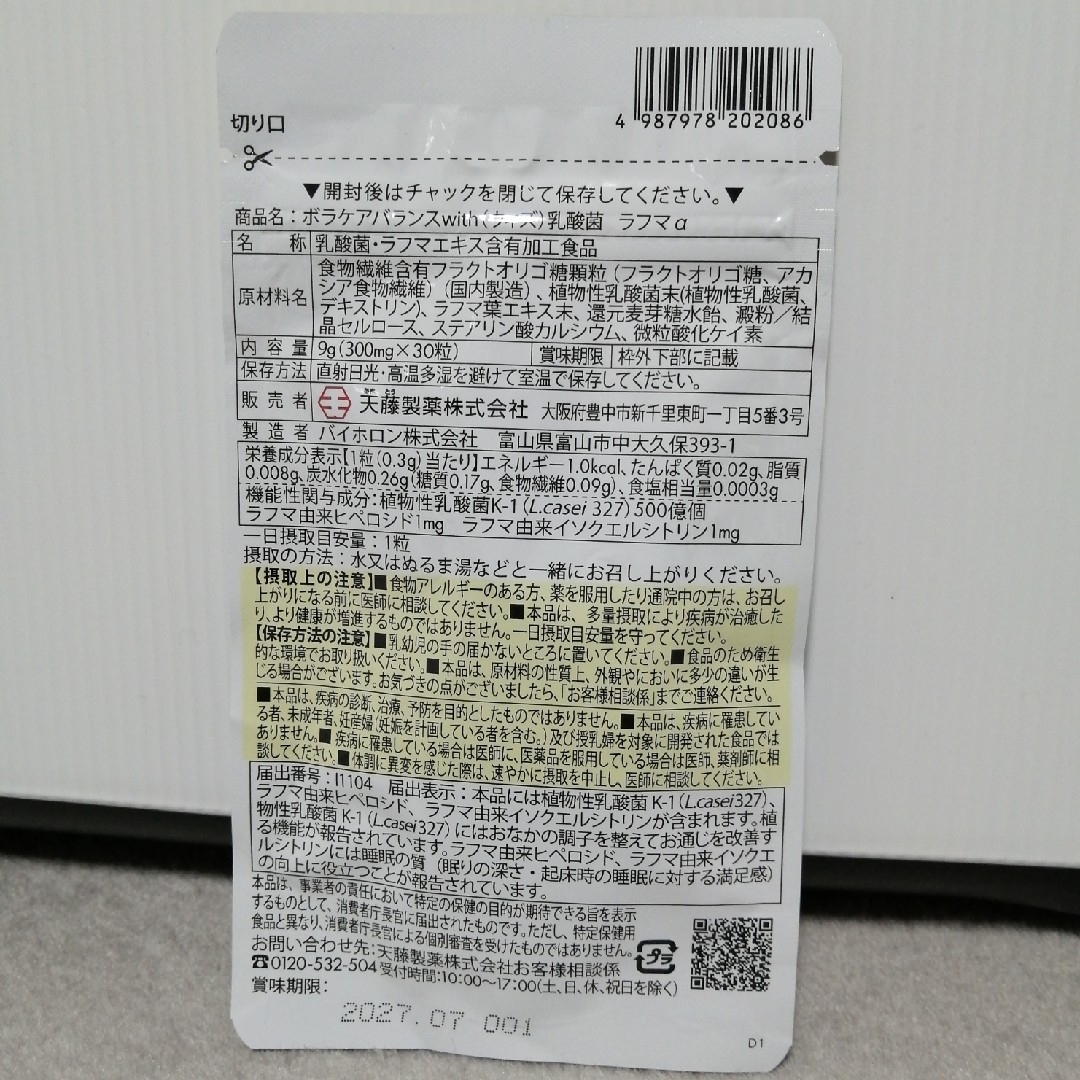 4 987978 202086
切り口
▼開封後はチャックを閉じて保存してください。▼
商品名：ボラケアバランスwith(ウィズ)乳酸菌 ラフマα
名 称 乳酸菌・ラフマエキス含有加工食品
原材料名 食物繊維含有フラクトオリゴ糖顆粒（フラクトオリゴ糖、アカ
シア食物繊維）（国内製造）、植物性乳酸菌末(植物性乳酸菌、
デキストリン)、ラフマ葉エキス末、還元麦芽糖水飴、澱粉／結
晶セルロース、ステアリン酸カルシウム、微粒酸化ケイ素
内 容 量 9g(300mg×30粒) 賞味期限 枠外下部に記載
保存方法 直射日光・高温多湿を避けて室温で保存してください。
販 売 者 天藤製薬株式会社 大阪府豊中市新千里東町一丁目5番3号
製 造 者 バイホロン株式会社 富山県富山市中大久保393-1
栄養成分表示【1粒(0.3g)当たり】エネルギー1.0kcal、たんぱく質0.02g、脂質
0.008g、炭水化物0.26g(糖質0.17g、食物繊維0.09g)、食塩相当量0.0003g
機能性関与成分：植物性乳酸菌K-1(L.casei 327)500億個
ラフマ由来ヒペロシド1mg ラフマ由来イソクエルシトリン1mg
一日摂取目安量：1粒
摂取の方法：水又はぬるま湯などと一緒にお召し上がりください。
【摂取上の注意】■食物アレルギーのある方、薬を服用したり通院中の方は、お召し
上がりになる前に医師に相談してください。■本品は、多量摂取により疾病が治癒した
り、より健康が増進するものではありません。一日摂取目安量を守ってください。
【保存方法の注意】■乳幼児の手の届かないところに置いてください。■食品のため衛生
的な環境でお取り扱いください。■本品は、原材料の性質上、外観やにおいに多少の違いが生
じる場合がございます。お気づきの点がございましたら、「お客様相談係」までご連絡ください。
■本品は、疾病の診断、治療、予防を目的としたものではありません。■本品は、疾病に罹患してい
る者、未成年者、妊産婦(妊娠を計画している者を含む。)及び授乳婦を対象に開発された食品では
ありません。■疾病に罹患している場合は医師に、医薬品を服用している場合は医師、薬剤師に相
談してください。■体調に異変を感じた際は、速やかに摂取を中止し、医師に相談してください。
届出番号：I1104 届出表示：本品には植物性乳酸菌 K-1(L.casei327)、
ラフマ由来ヒペロシド、ラフマ由来イソクエルシトリンが含まれます。植
物性乳酸菌 K-1(L.casei327)にはおなかの調子を整えてお通じを改善す
る機能が報告されています。ラフマ由来ヒペロシド、ラフマ由来イソクエ
ルシトリンには睡眠の質（眠りの深さ・起床時の睡眠に対する満足感）
の向上に役立つことが報告されています。
本品は、事業者の責任において特定の保健の目的が期待できる旨を表示
するものとして、消費者庁長官に届出されたものです。ただし、特定保健用
食品と異なり、消費者庁長官による個別審査を受けたものではありません。
お問い合わせ先：天藤製薬株式会社お客様相談係
☎0120-532-504 受付時間：10:00～17:00(土、日、休、祝日を除く)
プラ
賞味期限：
2027.07 001
D1